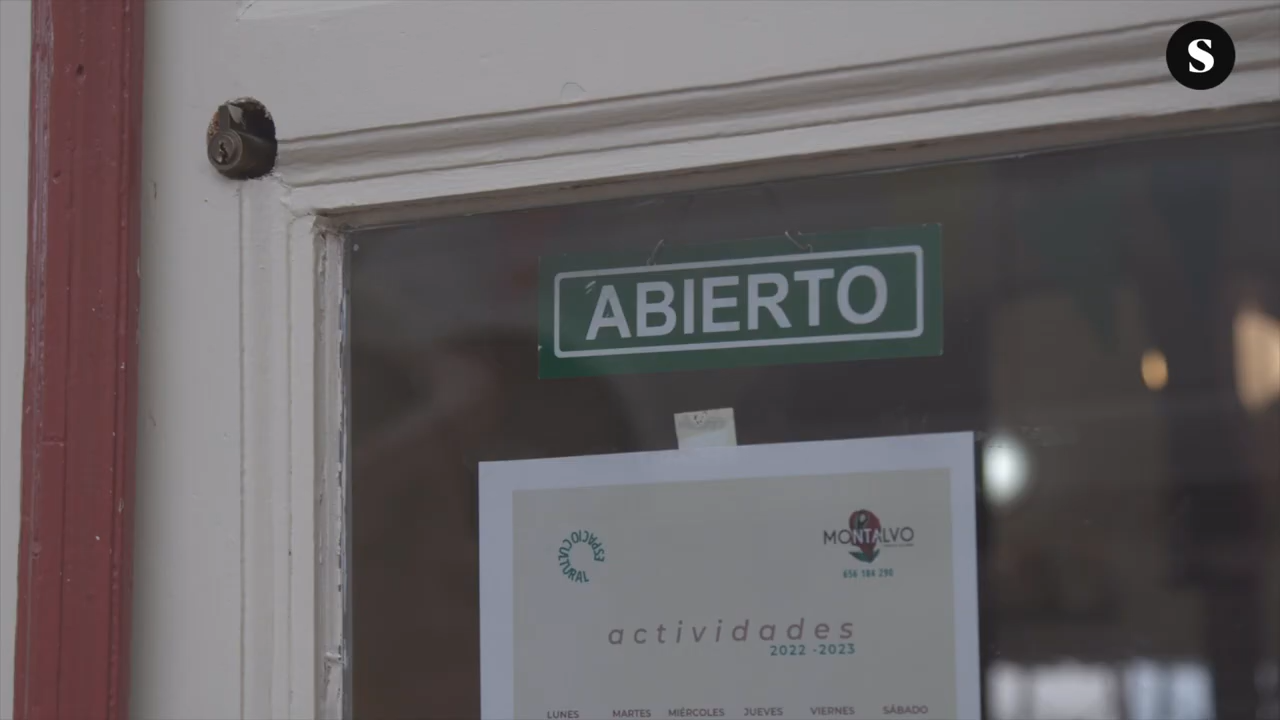 S
ABIERTO
ESPACIO CULTURAL
MONTALVO
656 184 290
actividades
2022 -2023
LUNES MARTES MIÉRCOLES JUEVES VIERNES SÁBADO